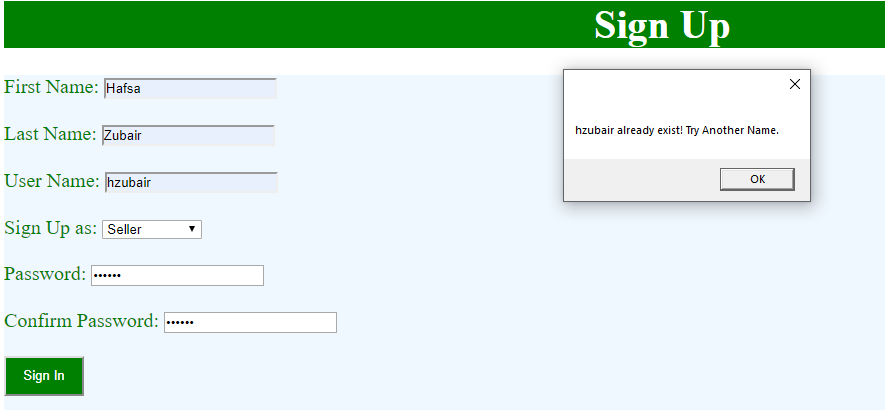 Sign Up
First Name: Hafsa
Last Name: Zubair
User Name: hzubair
Sign Up as: Seller
Password: ••••••
Confirm Password: ••••••
Sign In
hzubair already exist! Try Another Name.
OK